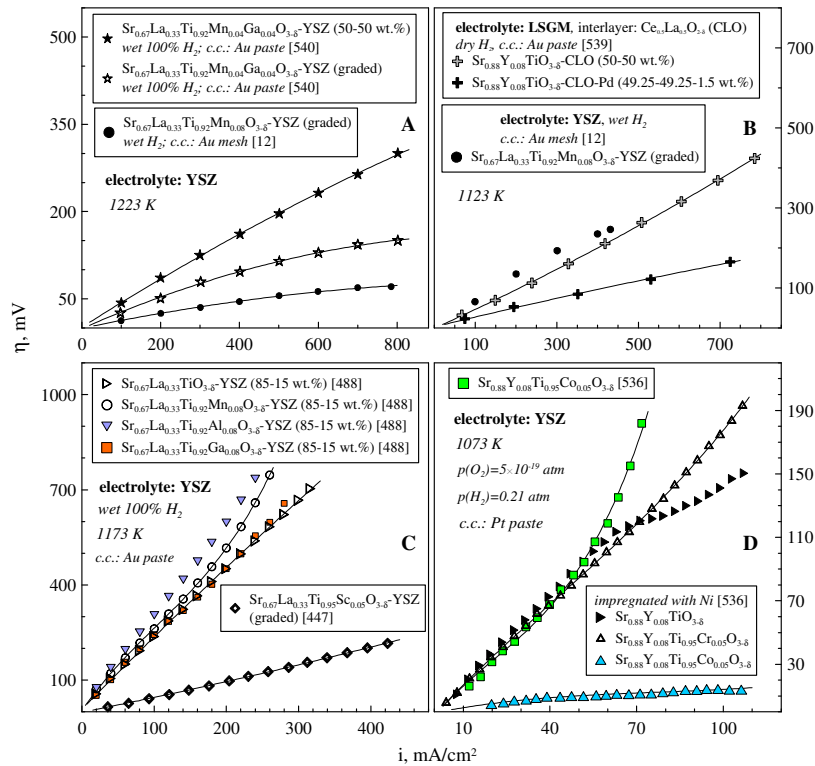 550
350
200
50
0 200 400 600 800
★ Sr0.67La0.33Ti0.92Mn0.04Ga0.04O3-δ-YSZ (50-50 wt.%)
wet 100% H2; c.c.: Au paste [540]
☆ Sr0.67La0.33Ti0.92Mn0.04Ga0.04O3-δ-YSZ (graded)
wet 100% H2; c.c.: Au paste [540]
● Sr0.67La0.33Ti0.92Mn0.08O3-δ-YSZ (graded)
wet H2; c.c.: Au mesh [12]
A
electrolyte: YSZ
1223 K
electrolyte: LSGM, interlayer: Ce0.5La0.5O2-δ (CLO)
dry H2, c.c.: Au paste [539]
Sr0.88Y0.08TiO3-δ-CLO (50-50 wt.%)
Sr0.88Y0.08TiO3-δ-CLO-Pd (49.25-49.25-1.5 wt.%)
electrolyte: YSZ, wet H2
c.c.: Au mesh [12]
● Sr0.67La0.33Ti0.92Mn0.08O3-δ-YSZ (graded)
B
1123 K
700
500
300
100
100 300 500 700
η, mV
1000
700
400
100
0 100 200 300 400
▷ Sr0.67La0.33TiO3-δ-YSZ (85-15 wt.%) [488]
○ Sr0.67La0.33Ti0.92Mn0.08O3-δ-YSZ (85-15 wt.%) [488]
▼ Sr0.67La0.33Ti0.92Al0.08O3-δ-YSZ (85-15 wt.%) [488]
■ Sr0.67La0.33Ti0.92Ga0.08O3-δ-YSZ (85-15 wt.%) [488]
electrolyte: YSZ
wet 100% H2
1173 K
c.c.: Au paste
C
Sr0.67La0.33Ti0.95Sc0.05O3-δ-YSZ
(graded) [447]
■ Sr0.88Y0.08Ti0.95Co0.05O3-δ [536]
electrolyte: YSZ
1073 K
p(O2)=5×10-19 atm
p(H2)=0.21 atm
c.c.: Pt paste
D
impregnated with Ni [536]
▶ Sr0.88Y0.08TiO3-δ
△ Sr0.88Y0.08Ti0.95Cr0.05O3-δ
▲ Sr0.88Y0.08Ti0.95Co0.05O3-δ
190
150
110
70
30
10 40 70 100
i, mA/cm2